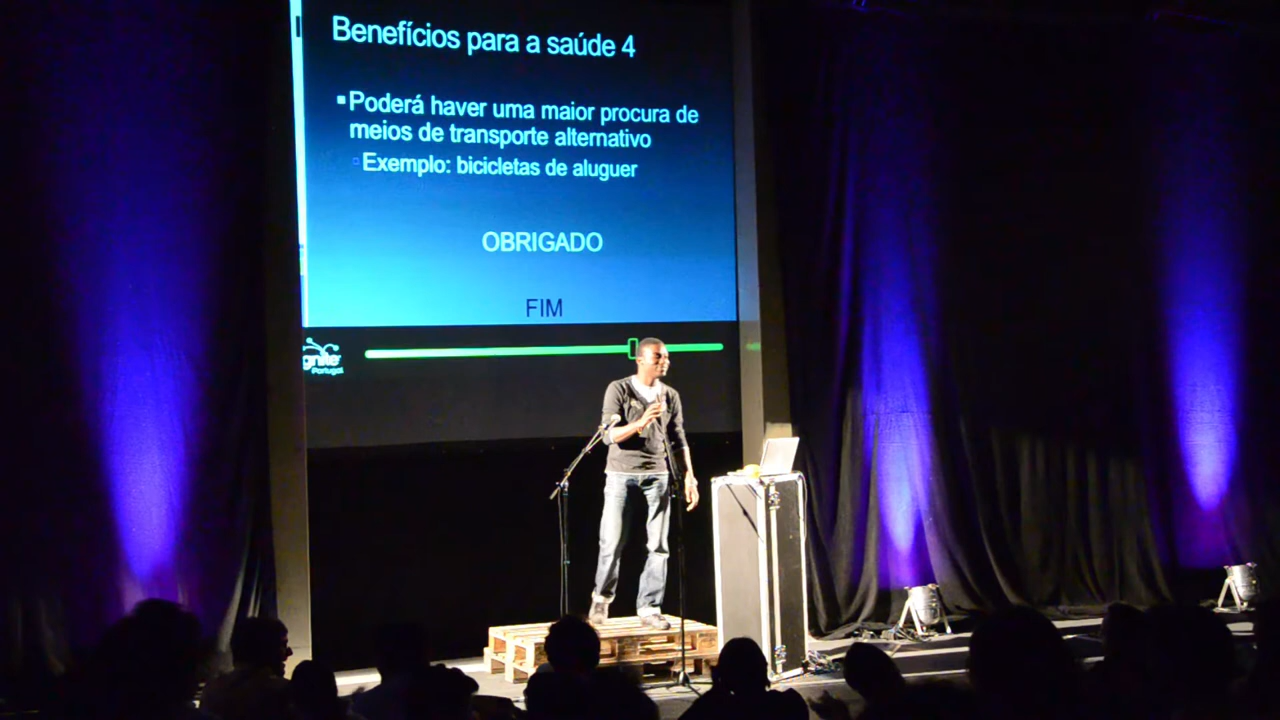 Benefícios para a saúde 4
▪Poderá haver uma maior procura de
meios de transporte alternativo
▫Exemplo: bicicletas de aluguer
OBRIGADO
FIM
gnite
Portugal